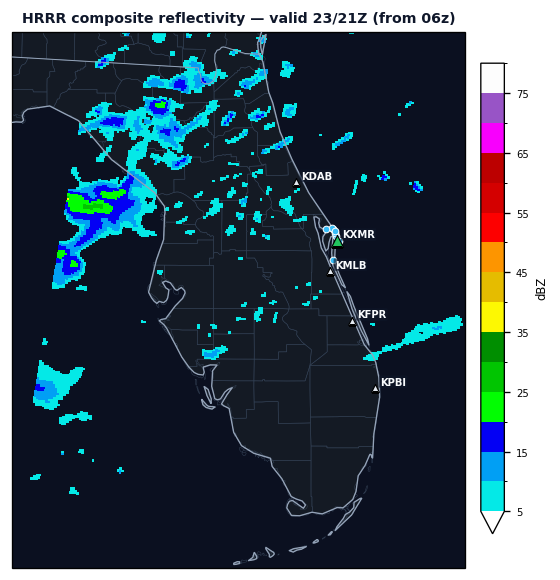 HRRR composite reflectivity — valid 23/21Z (from 06z)
KDAB
KXMR
KMLB
KFPR
KPBI
75
65
55
45
35
25
15
5
dBZ